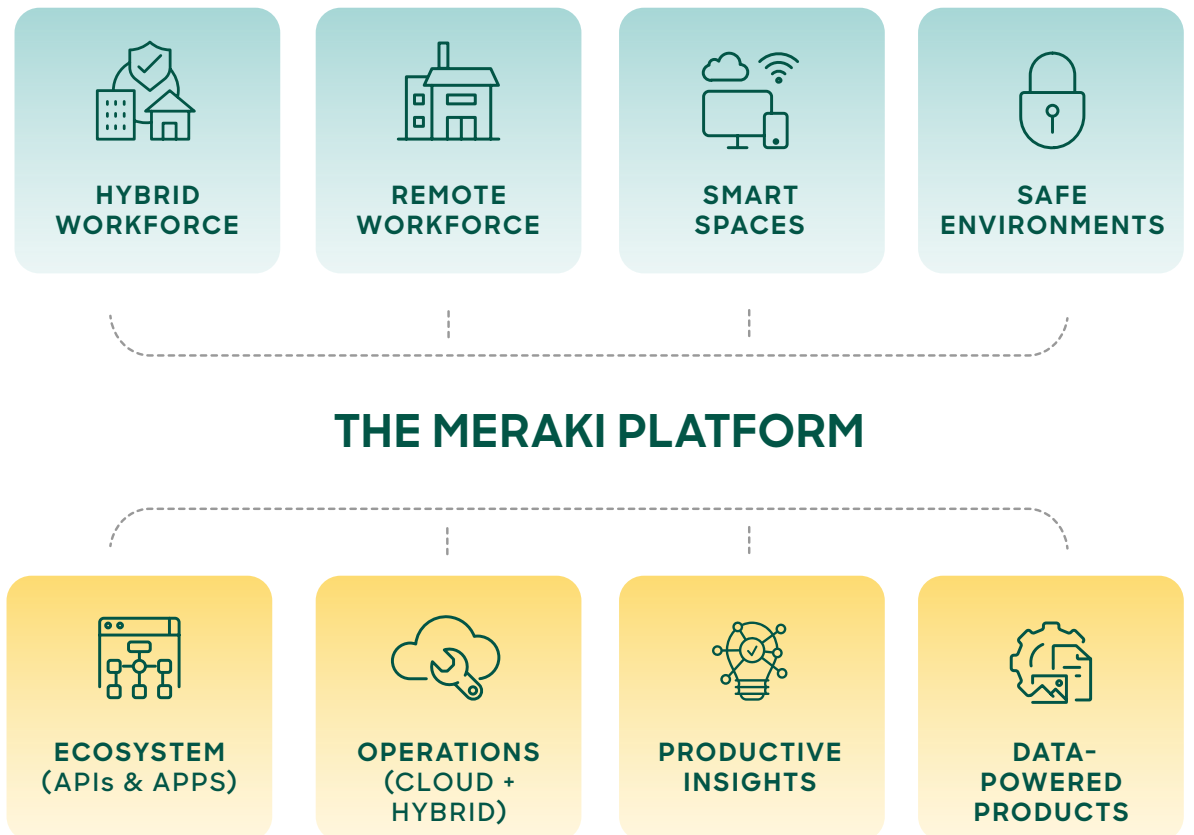 HYBRID
WORKFORCE
REMOTE
WORKFORCE
SMART
SPACES
SAFE
ENVIRONMENTS
THE MERAKI PLATFORM
ECOSYSTEM
(APIs & APPS)
OPERATIONS
(CLOUD +
HYBRID)
PRODUCTIVE
INSIGHTS
DATA-
POWERED
PRODUCTS